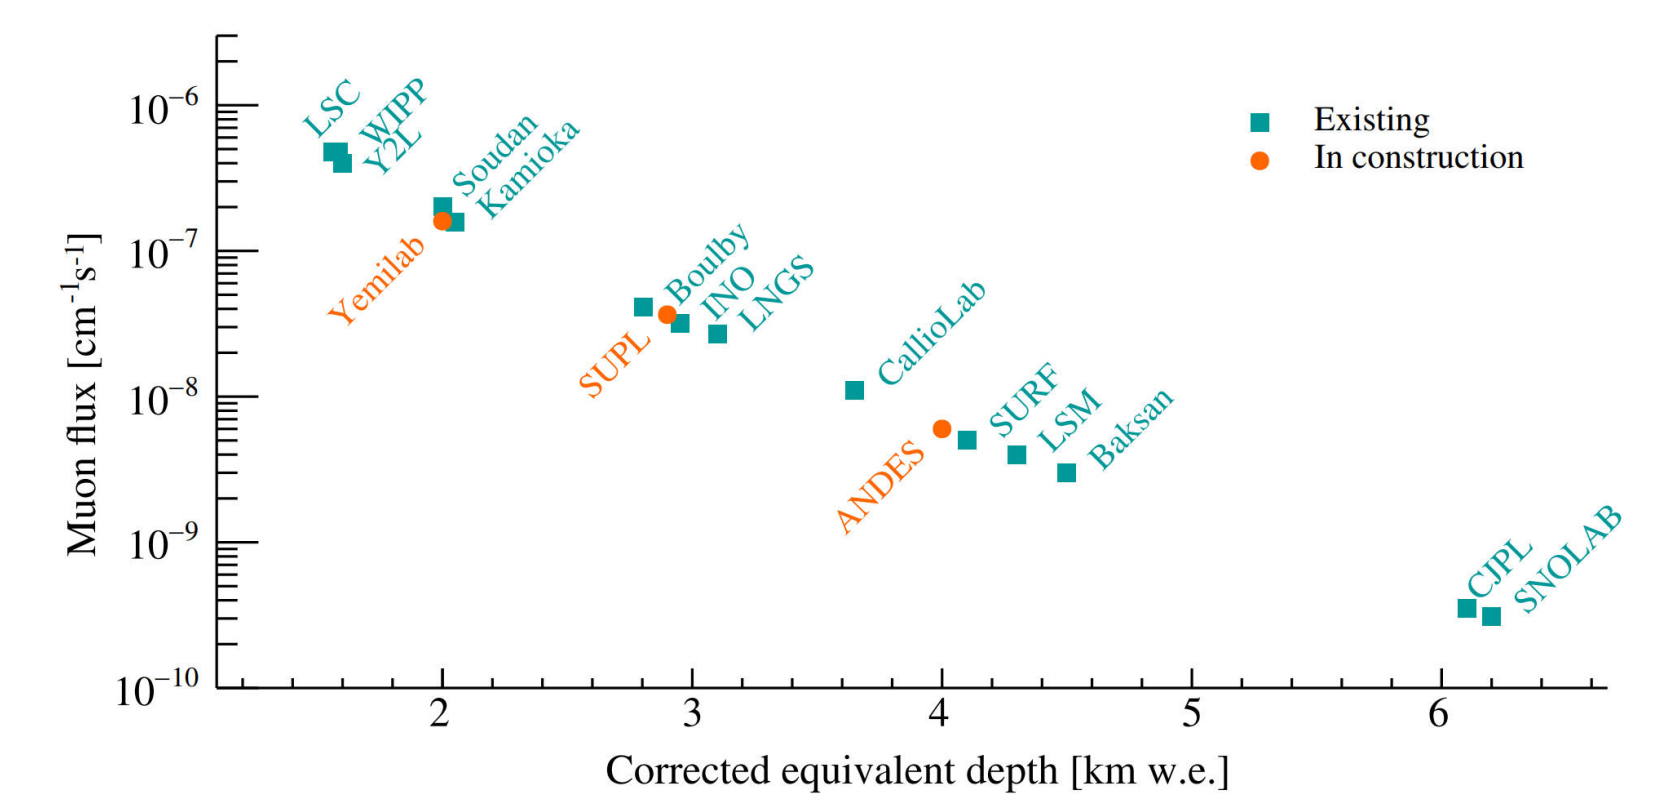 10⁻⁶
10⁻⁷
10⁻⁸
10⁻⁹
10⁻¹⁰
Muon flux [cm⁻¹s⁻¹]
LSC
WIPP
Y2L
Soudan
Kamioka
Yemilab
Boulby
INO
LNGS
SUPL
CallioLab
SURF
LSM
Baksan
ANDES
CJPL
SNOLAB
Existing
In construction
2 3 4 5 6
Corrected equivalent depth [km w.e.]